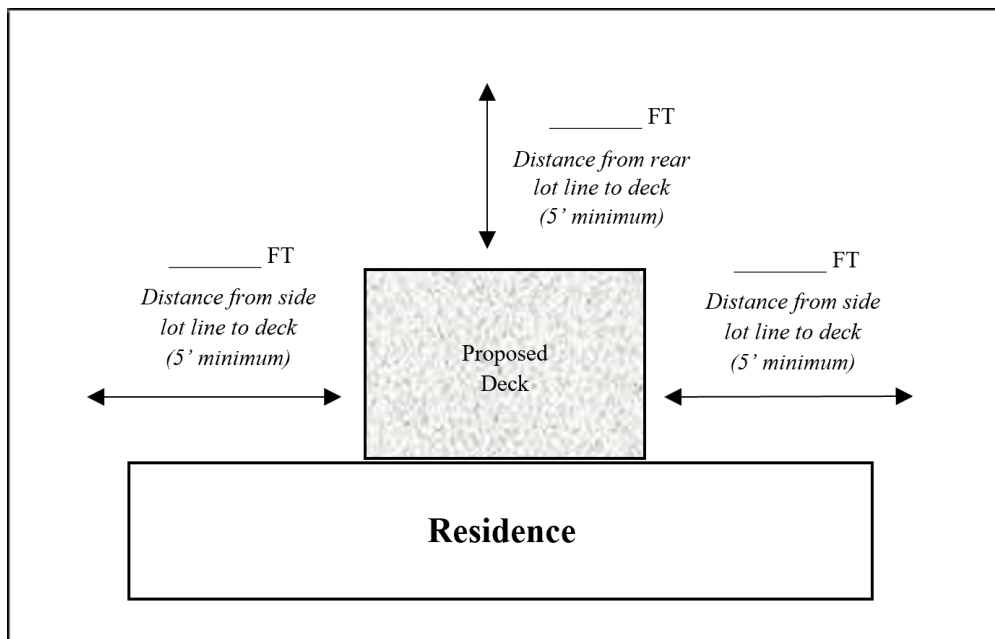 ________ FT
Distance from rear
lot line to deck
(5’ minimum)
________ FT
Distance from side
lot line to deck
(5’ minimum)
________ FT
Distance from side
lot line to deck
(5’ minimum)
Proposed
Deck
Residence